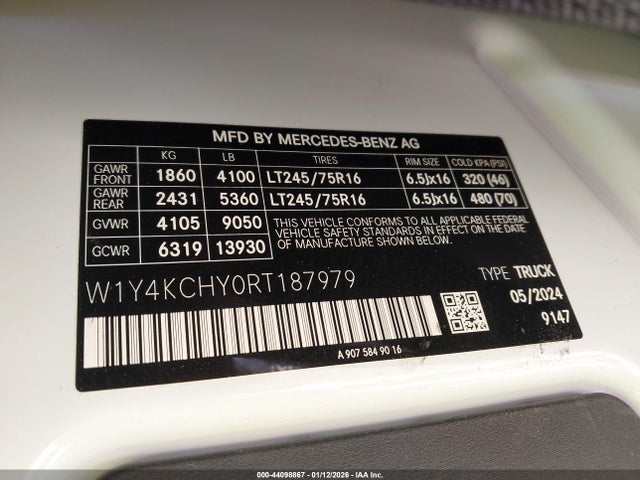 MFD BY MERCEDES-BENZ AG
KG LB TIRES RIM SIZE COLD KPA (PSI)
GAWR FRONT 1860 4100 LT245/75R16 6.5Jx16 320 (46)
GAWR REAR 2431 5360 LT245/75R16 6.5Jx16 480 (70)
GVWR 4105 9050 THIS VEHICLE CONFORMS TO ALL APPLICABLE FEDERAL
MOTOR VEHICLE SAFETY STANDARDS IN EFFECT ON THE DATE
GCWR 6319 13930 OF MANUFACTURE SHOWN ABOVE.
W1Y4KCHY0RT187979 TYPE TRUCK
05/2024
9147
A 907 584 90 16
000-44098867 - 01/12/2026 - IAA Inc.